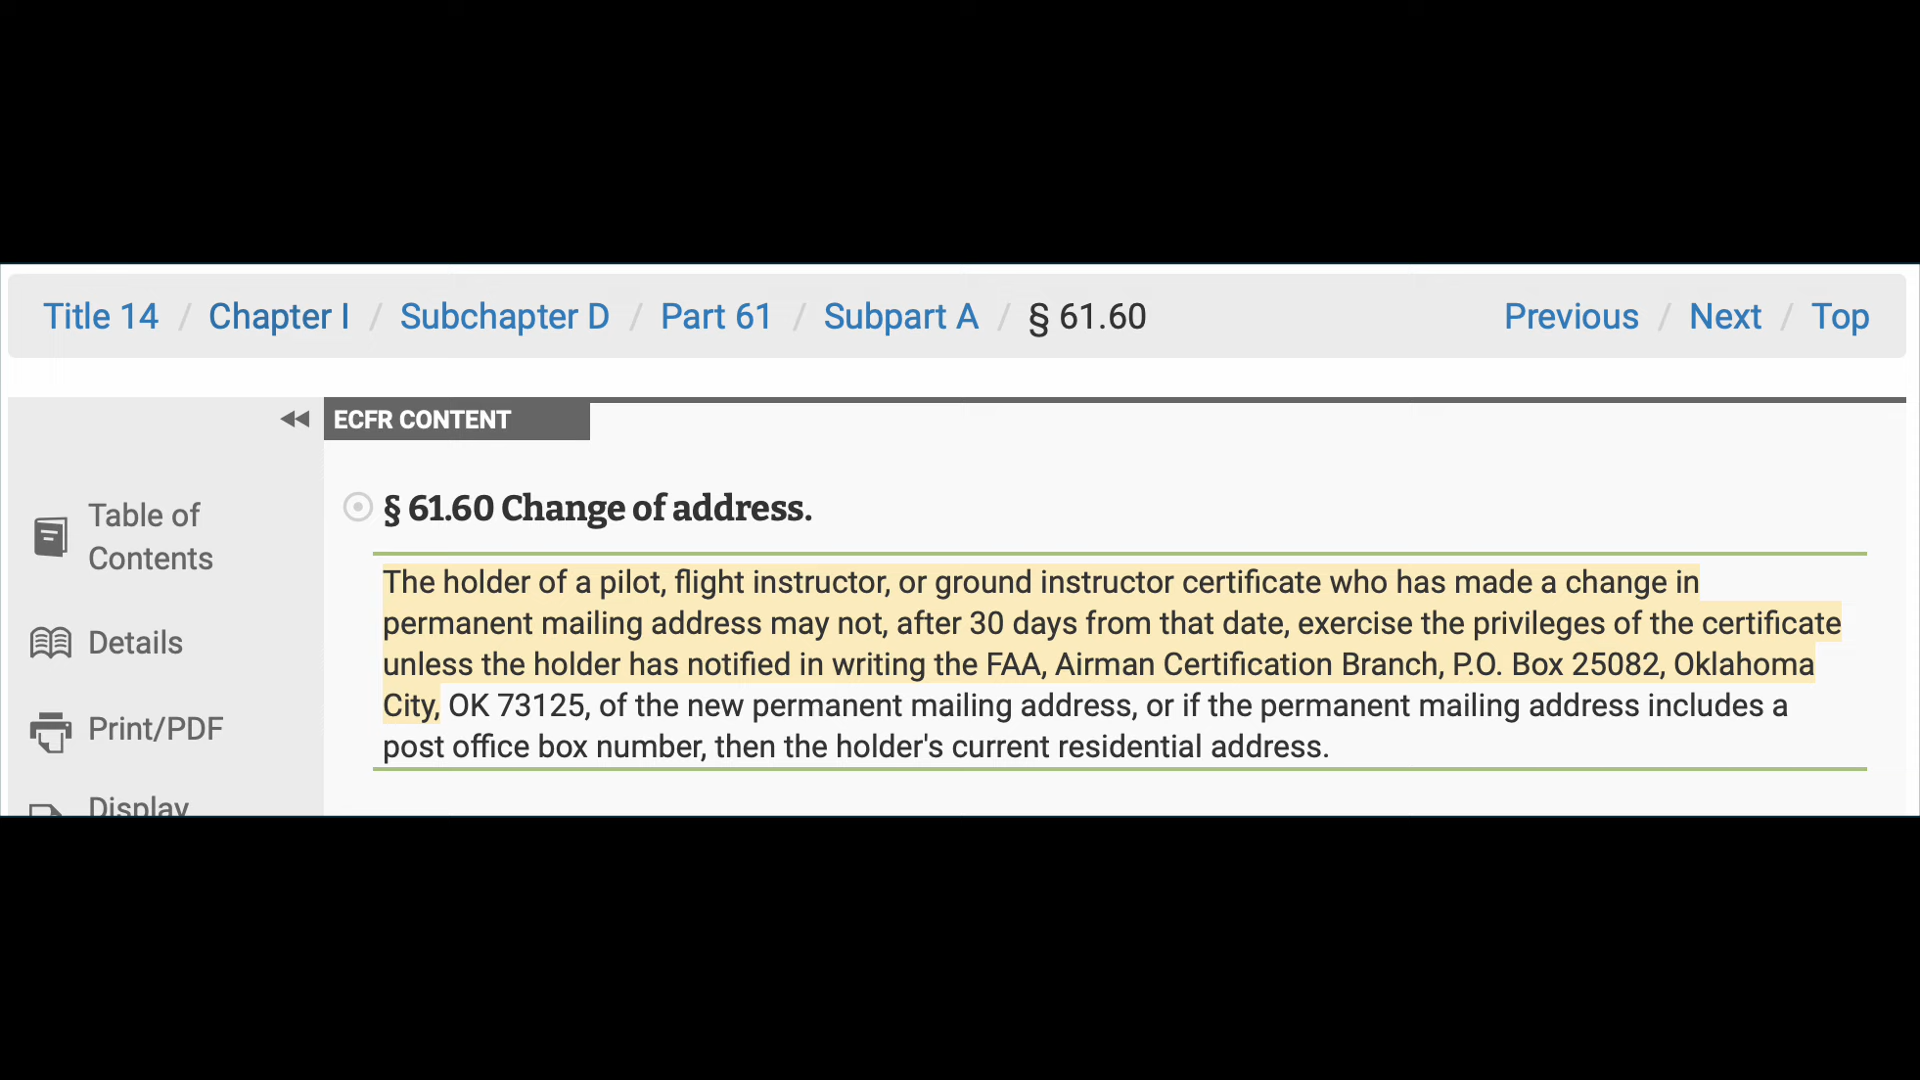 Title 14 / Chapter I / Subchapter D / Part 61 / Subpart A / § 61.60 Previous / Next / Top
ECFR CONTENT
Table of
Contents
Details
Print/PDF
Display
§ 61.60 Change of address.
The holder of a pilot, flight instructor, or ground instructor certificate who has made a change in
permanent mailing address may not, after 30 days from that date, exercise the privileges of the certificate
unless the holder has notified in writing the FAA, Airman Certification Branch, P.O. Box 25082, Oklahoma
City, OK 73125, of the new permanent mailing address, or if the permanent mailing address includes a
post office box number, then the holder's current residential address.